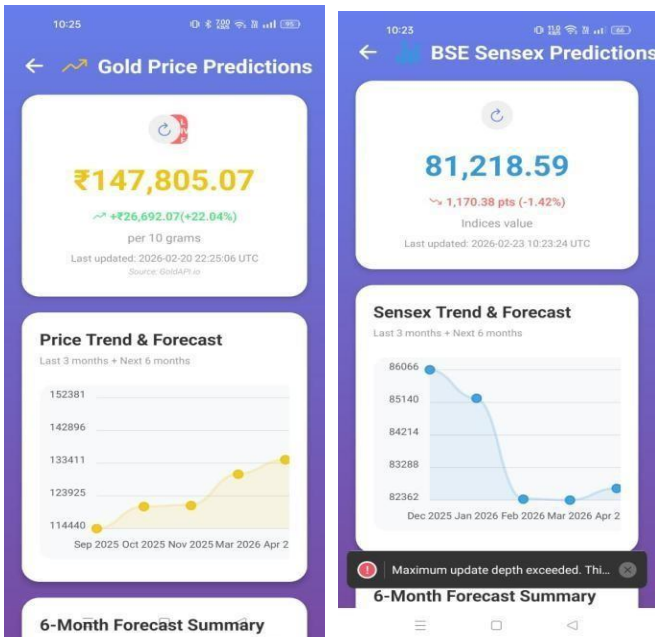 10:25
Gold Price Predictions
₹147,805.07
+₹26,692.07(+22.04%)
per 10 grams
Last updated: 2026-02-20 22:25:06 UTC
Source: GoldAPI.io
Price Trend & Forecast
Last 3 months + Next 6 months
152381
142896
133411
123925
114440
Sep 2025 Oct 2025 Nov 2025 Mar 2026 Apr 2
6-Month Forecast Summary
10:23
BSE Sensex Predictions
81,218.59
1,170.38 pts (-1.42%)
Indices value
Last updated: 2026-02-23 10:23:24 UTC
Sensex Trend & Forecast
Last 3 months + Next 6 months
86066
85140
84214
83288
82362
Dec 2025 Jan 2026 Feb 2026 Mar 2026 Apr 2
Maximum update depth exceeded. Thi...
6-Month Forecast Summary